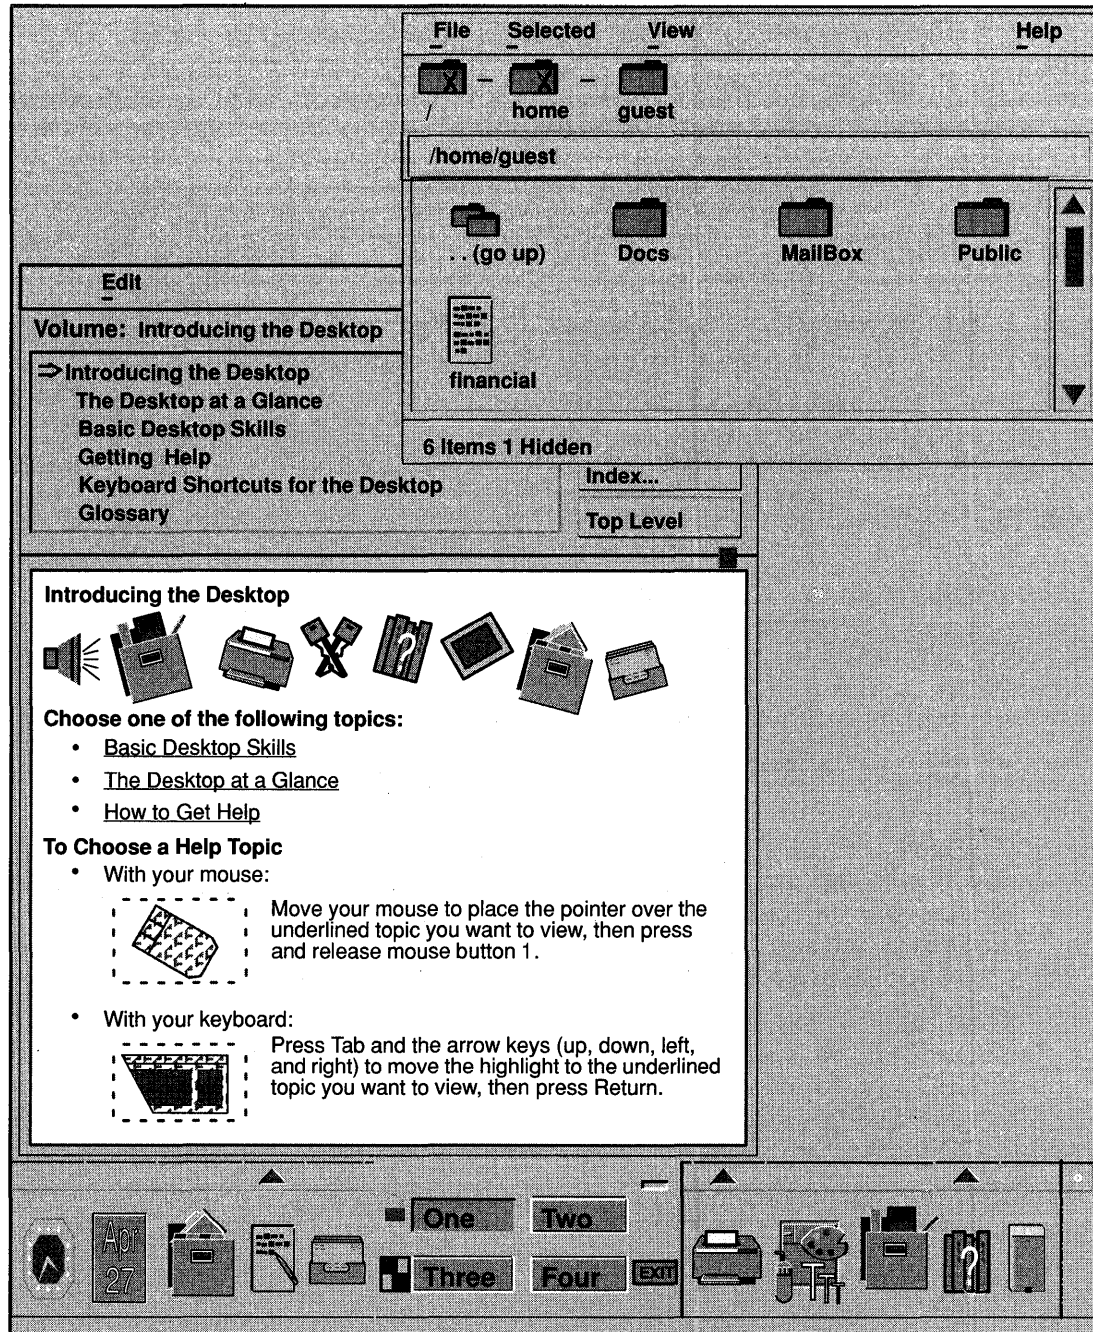 File Selected View Help
/ home guest
/home/guest
. . (go up) Docs MailBox Public
financial
6 Items 1 Hidden
Edit
Volume: Introducing the Desktop
⇒Introducing the Desktop
The Desktop at a Glance
Basic Desktop Skills
Getting Help
Keyboard Shortcuts for the Desktop
Glossary
Index...
Top Level
Introducing the Desktop
Choose one of the following topics:
• Basic Desktop Skills
• The Desktop at a Glance
• How to Get Help
To Choose a Help Topic
• With your mouse:
Move your mouse to place the pointer over the
underlined topic you want to view, then press
and release mouse button 1.
• With your keyboard:
Press Tab and the arrow keys (up, down, left,
and right) to move the highlight to the underlined
topic you want to view, then press Return.
Apr
27
One Two
Three Four EXIT